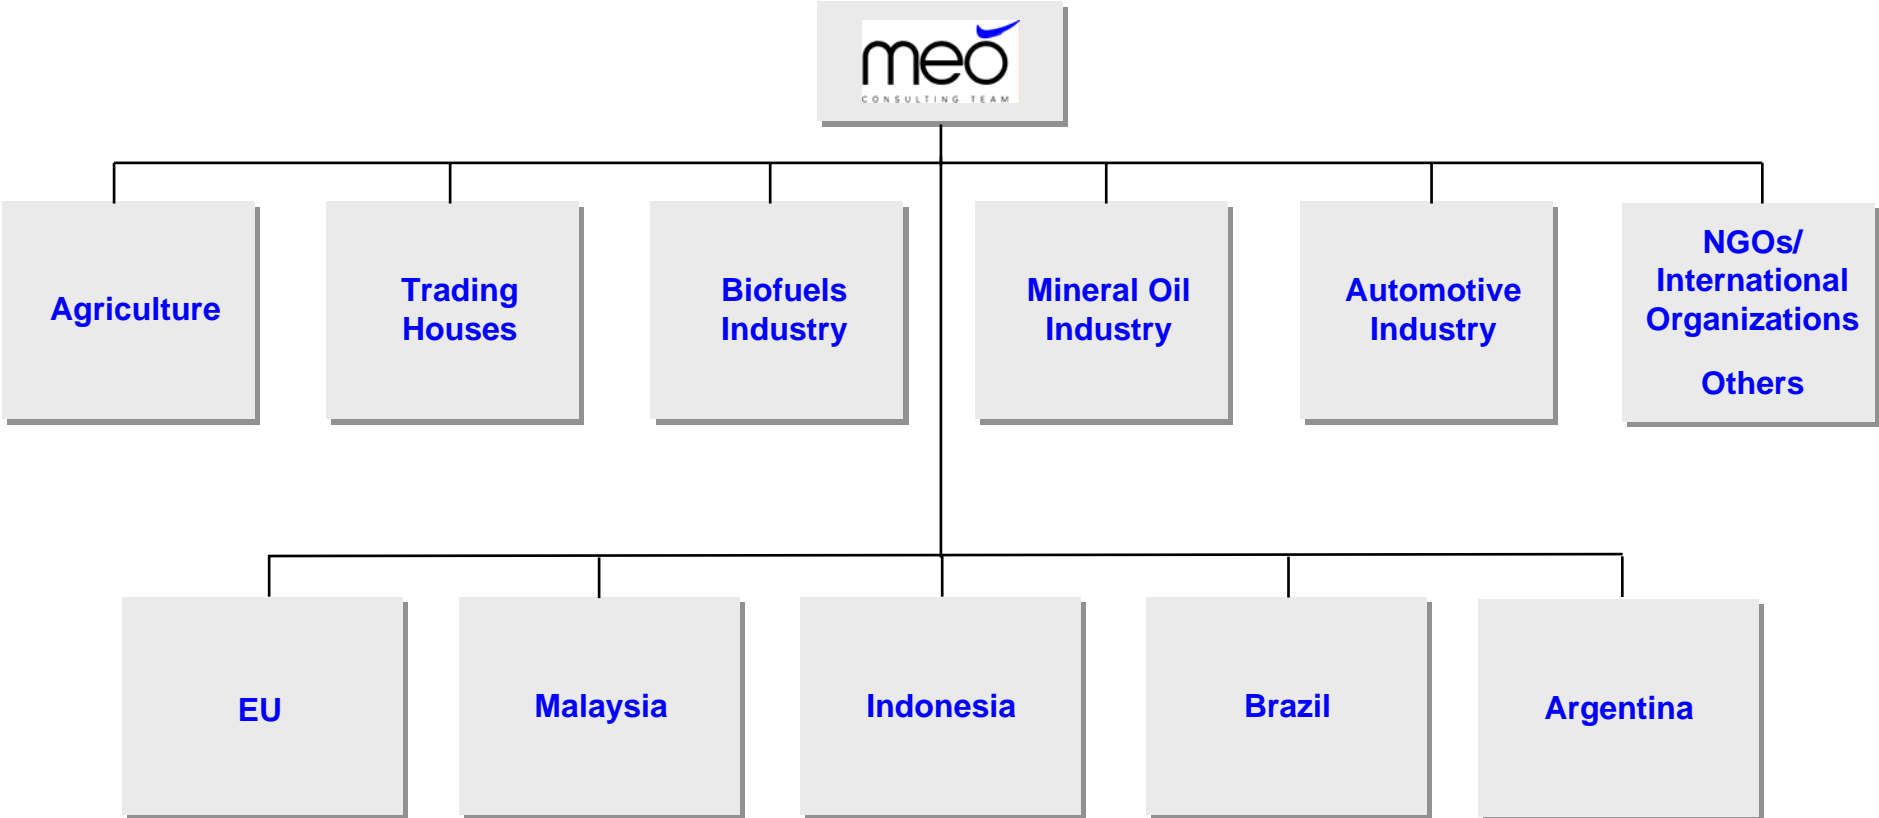 meó
CONSULTING TEAM
Agriculture
Trading
Houses
Biofuels
Industry
Mineral Oil
Industry
Automotive
Industry
NGOs/
International
Organizations
Others
EU
Malaysia
Indonesia
Brazil
Argentina